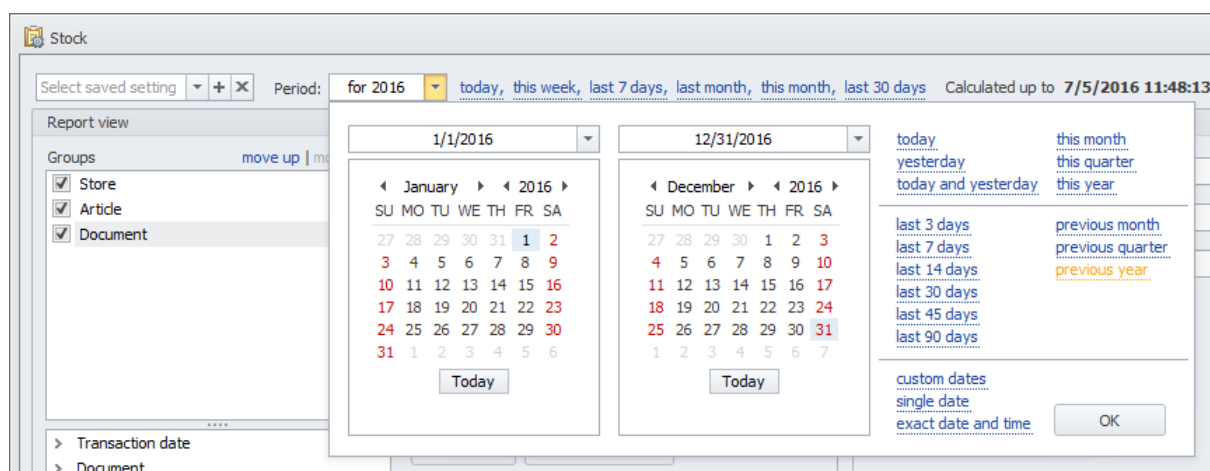 Stock
Select saved setting Period: for 2016 today, this week, last 7 days, last month, this month, last 30 days Calculated up to 7/5/2016 11:48:13
Report view
Groups move up |
Store
Article
Document
Transaction date
Document
1/1/2016
January 2016
SU MO TU WE TH FR SA
27 28 29 30 31 1 2
3 4 5 6 7 8 9
10 11 12 13 14 15 16
17 18 19 20 21 22 23
24 25 26 27 28 29 30
31 1 2 3 4 5 6
Today
12/31/2016
December 2016
SU MO TU WE TH FR SA
27 28 29 30 1 2 3
4 5 6 7 8 9 10
11 12 13 14 15 16 17
18 19 20 21 22 23 24
25 26 27 28 29 30 31
1 2 3 4 5 6 7
Today
today this month
yesterday this quarter
today and yesterday this year
last 3 days previous month
last 7 days previous quarter
last 14 days previous year
last 30 days
last 45 days
last 90 days
custom dates
single date
exact date and time OK